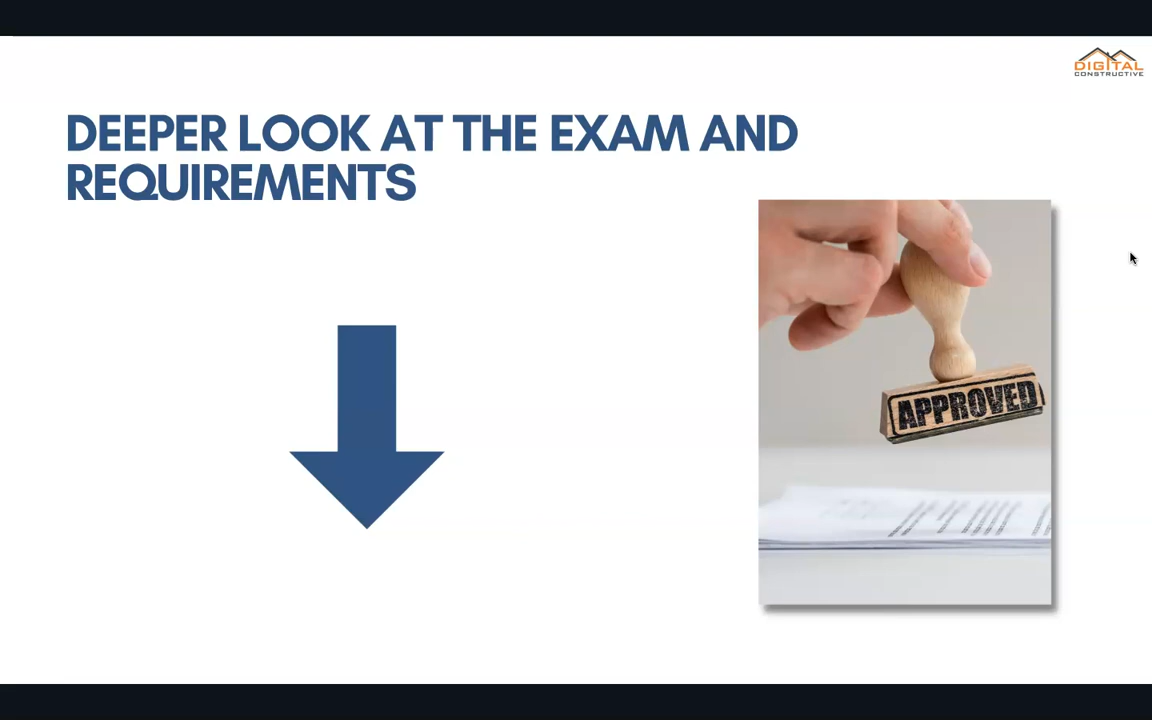 DIGITAL
CONSTRUCTIVE
DEEPER LOOK AT THE EXAM AND
REQUIREMENTS
APPROVED